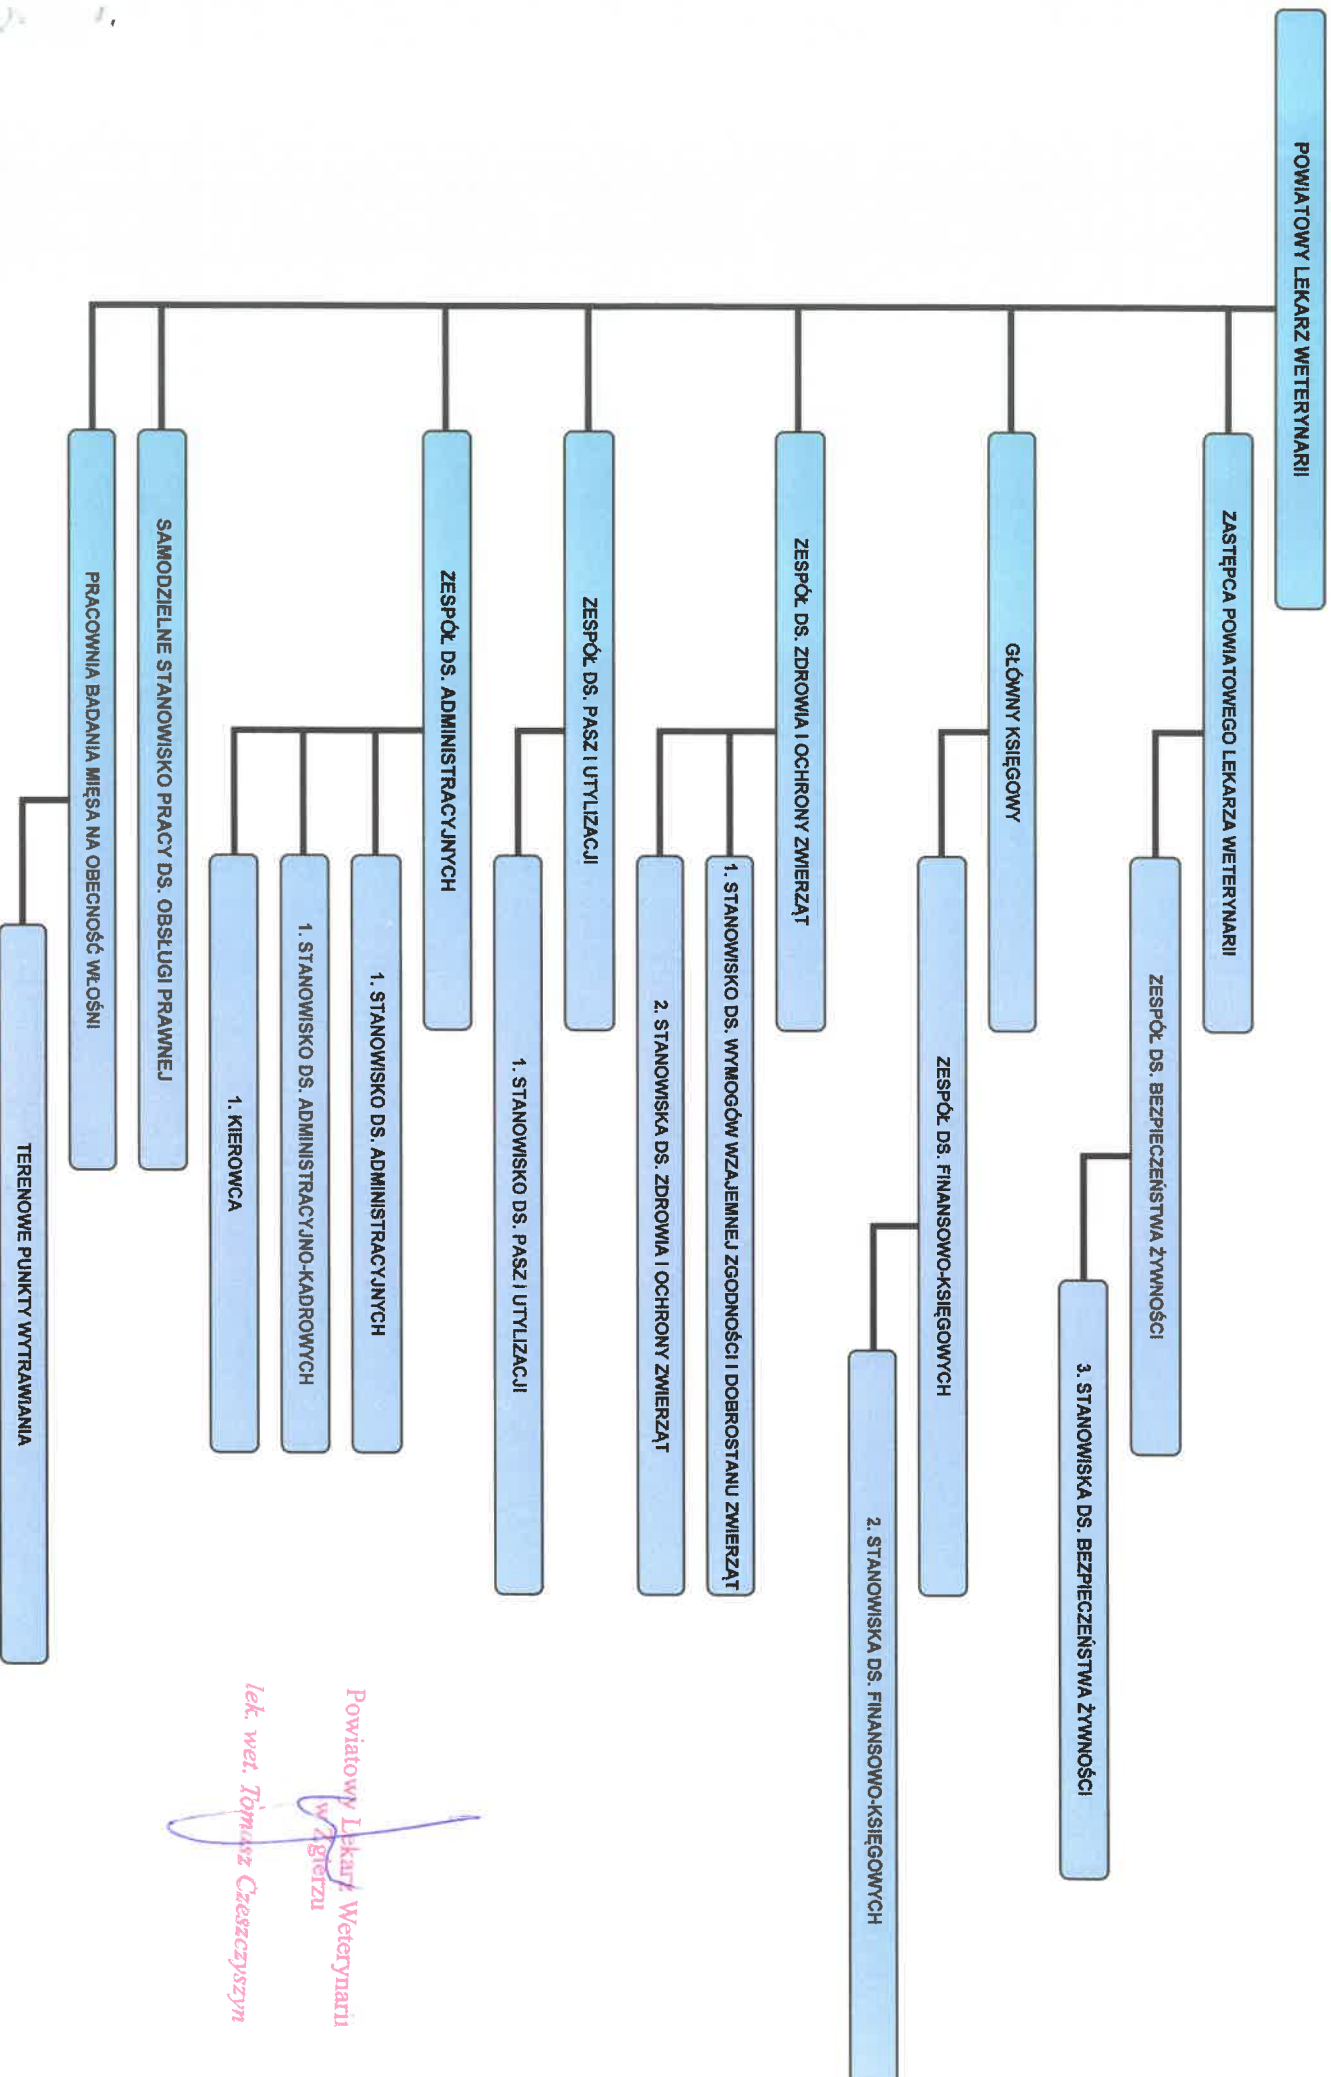 POWIATOWY LEKARZ WETERYNARII
ZASTĘPCA POWIATOWEGO LEKARZA WETERYNARII
ZESPÓŁ DS. BEZPIECZEŃSTWA ŻYWNOŚCI
3. STANOWISKA DS. BEZPIECZEŃSTWA ŻYWNOŚCI
GŁÓWNY KSIĘGOWY
ZESPÓŁ DS. FINANSOWO-KSIĘGOWYCH
2. STANOWISKA DS. FINANSOWO-KSIĘGOWYCH
ZESPÓŁ DS. ZDROWIA I OCHRONY ZWIERZĄT
1. STANOWISKO DS. WYMOGÓW WZAJEMNEJ ZGODNOŚCI I DOBROSTANU ZWIERZĄT
2. STANOWISKA DS. ZDROWIA I OCHRONY ZWIERZĄT
ZESPÓŁ DS. PASZ I UTYLIZACJI
1. STANOWISKO DS. PASZ I UTYLIZACJI
ZESPÓŁ DS. ADMINISTRACYJNYCH
1. STANOWISKO DS. ADMINISTRACYJNYCH
1. STANOWISKO DS. ADMINISTRACYJNO-KADROWYCH
1. KIEROWCA
SAMODZIELNE STANOWISKO PRACY DS. OBSŁUGI PRAWNEJ
PRACOWNIA BADANIA MIĘSA NA OBECNOŚĆ WŁOŚNI
TERENOWE PUNKTY WYTRAWIANIA
Powiatowy Lekarz Weterynarii
w Zgierzu
lek. wet. Tomasz Czeszczyszyn